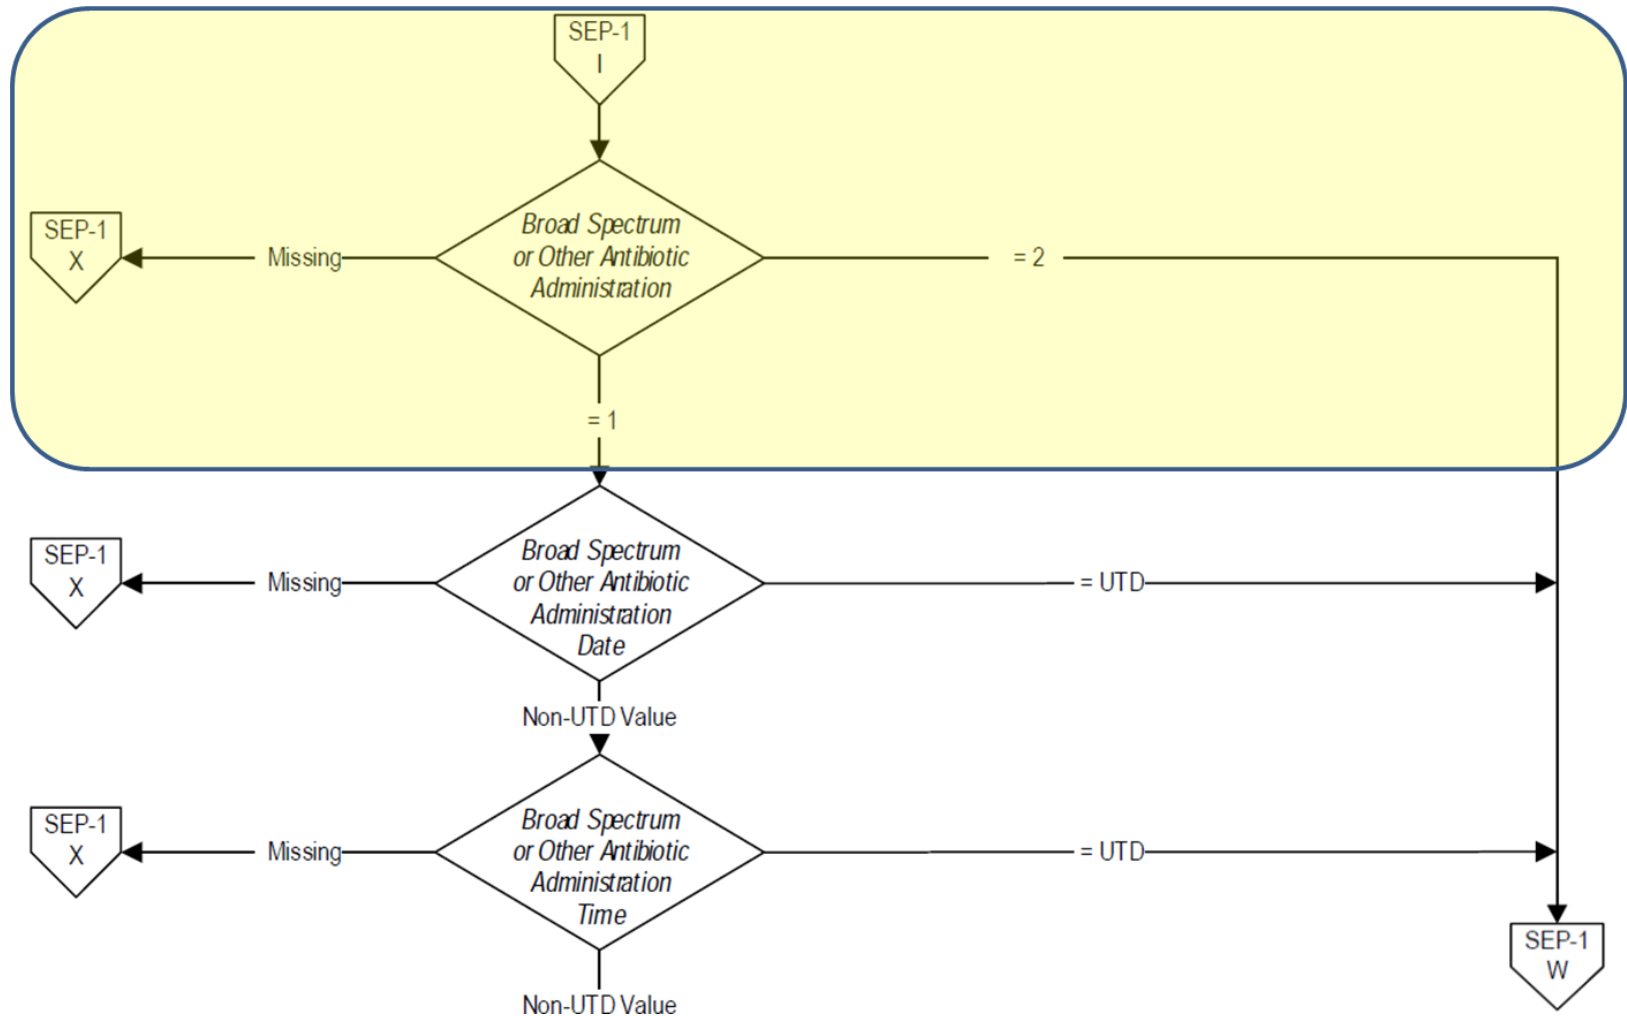 SEP-1
I
Broad Spectrum
or Other Antibiotic
Administration
SEP-1
X
Missing
= 2
= 1
Broad Spectrum
or Other Antibiotic
Administration
Date
SEP-1
X
Missing
= UTD
Non-UTD Value
Broad Spectrum
or Other Antibiotic
Administration
Time
SEP-1
X
Missing
= UTD
SEP-1
W
Non-UTD Value